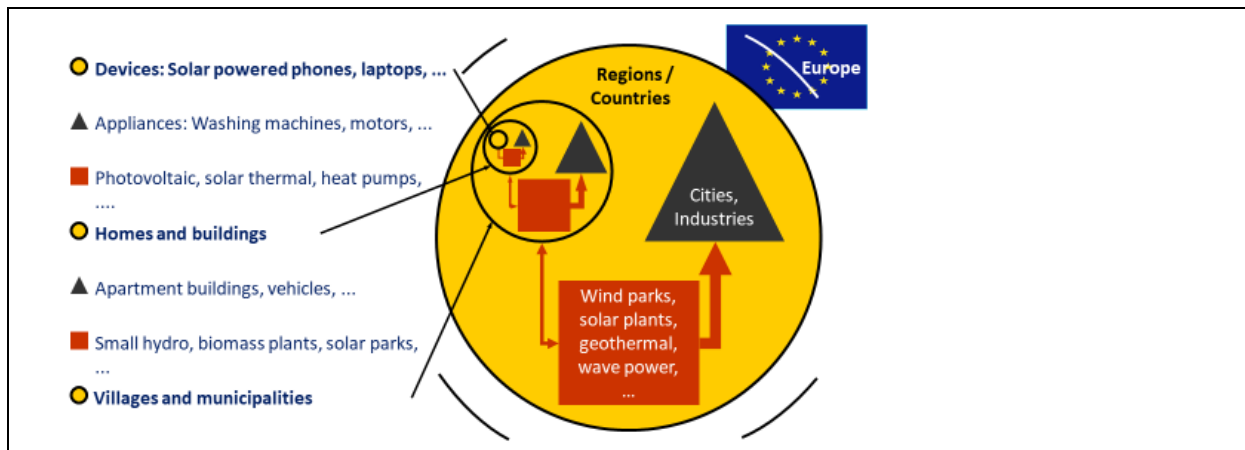 Devices: Solar powered phones, laptops, ...
Appliances: Washing machines, motors, ...
Photovoltaic, solar thermal, heat pumps,
....
Homes and buildings
Apartment buildings, vehicles, ...
Small hydro, biomass plants, solar parks,
...
Villages and municipalities
Regions /
Countries
Europe
Cities,
Industries
Wind parks,
solar plants,
geothermal,
wave power,
...